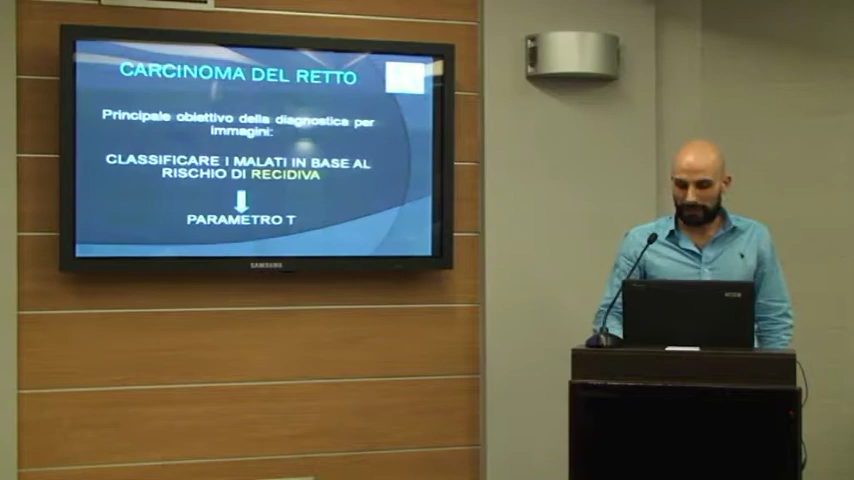 CARCINOMA DEL RETTO
Principale obiettivo della diagnostica per
immagini:
CLASSIFICARE I MALATI IN BASE AL
RISCHIO DI RECIDIVA
PARAMETRO T
SAMSUNG